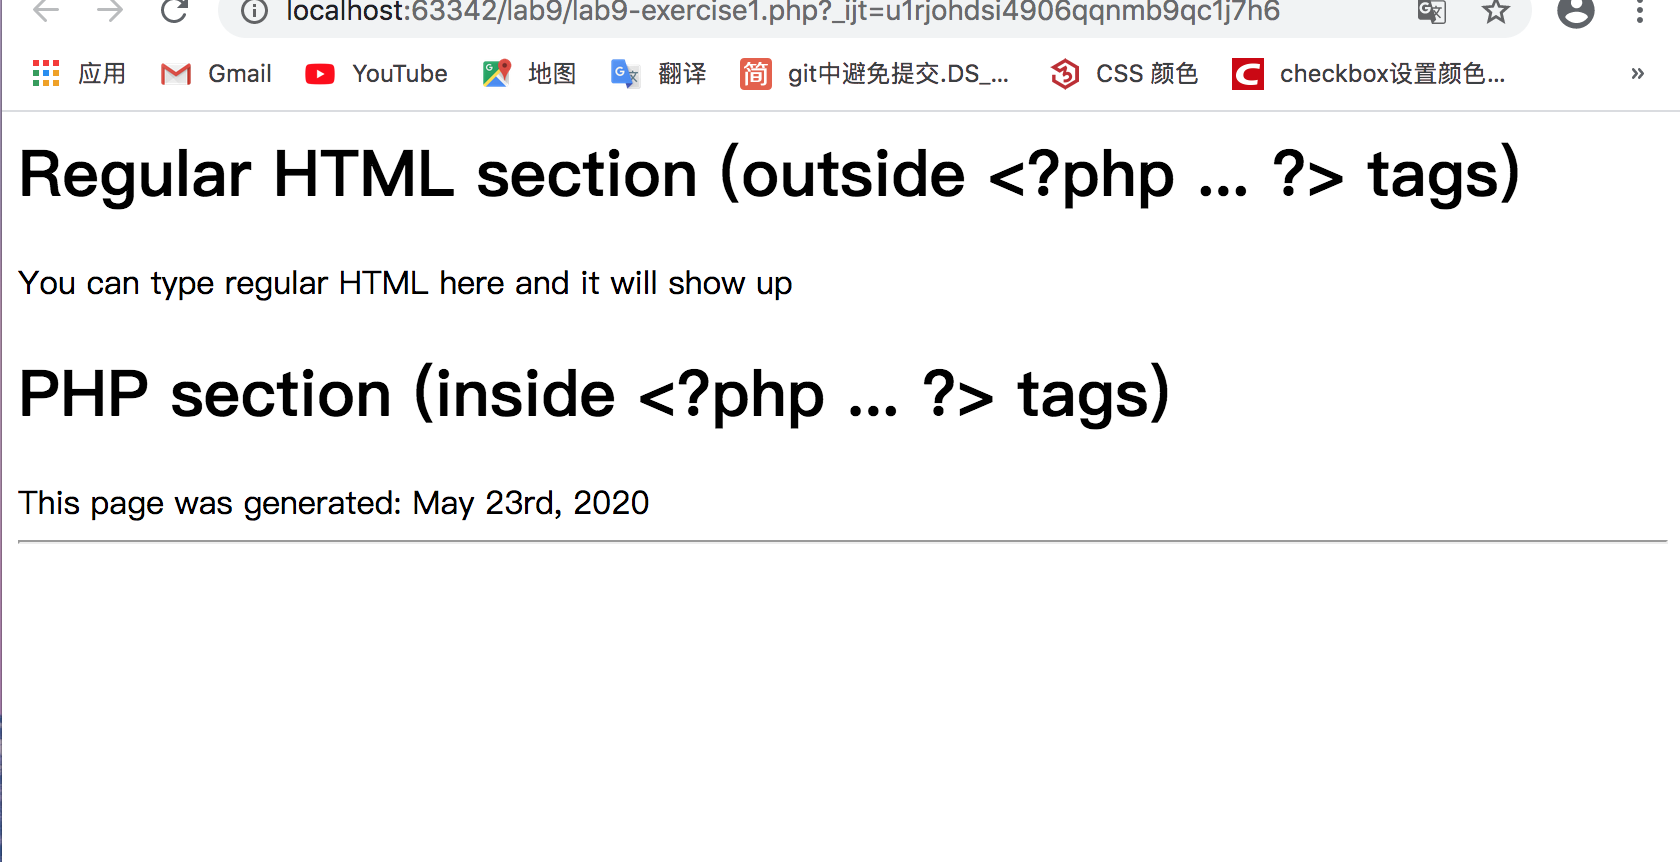 localhost:63342/lab9/lab9-exercise1.php?_ijt=u1rjohdsi4906qqnmb9qc1j7h6
应用 Gmail YouTube 地图 翻译 简 git中避免提交.DS_... CSS 颜色 checkbox设置颜色... »
Regular HTML section (outside <?php ... ?> tags)
You can type regular HTML here and it will show up
PHP section (inside <?php ... ?> tags)
This page was generated: May 23rd, 2020